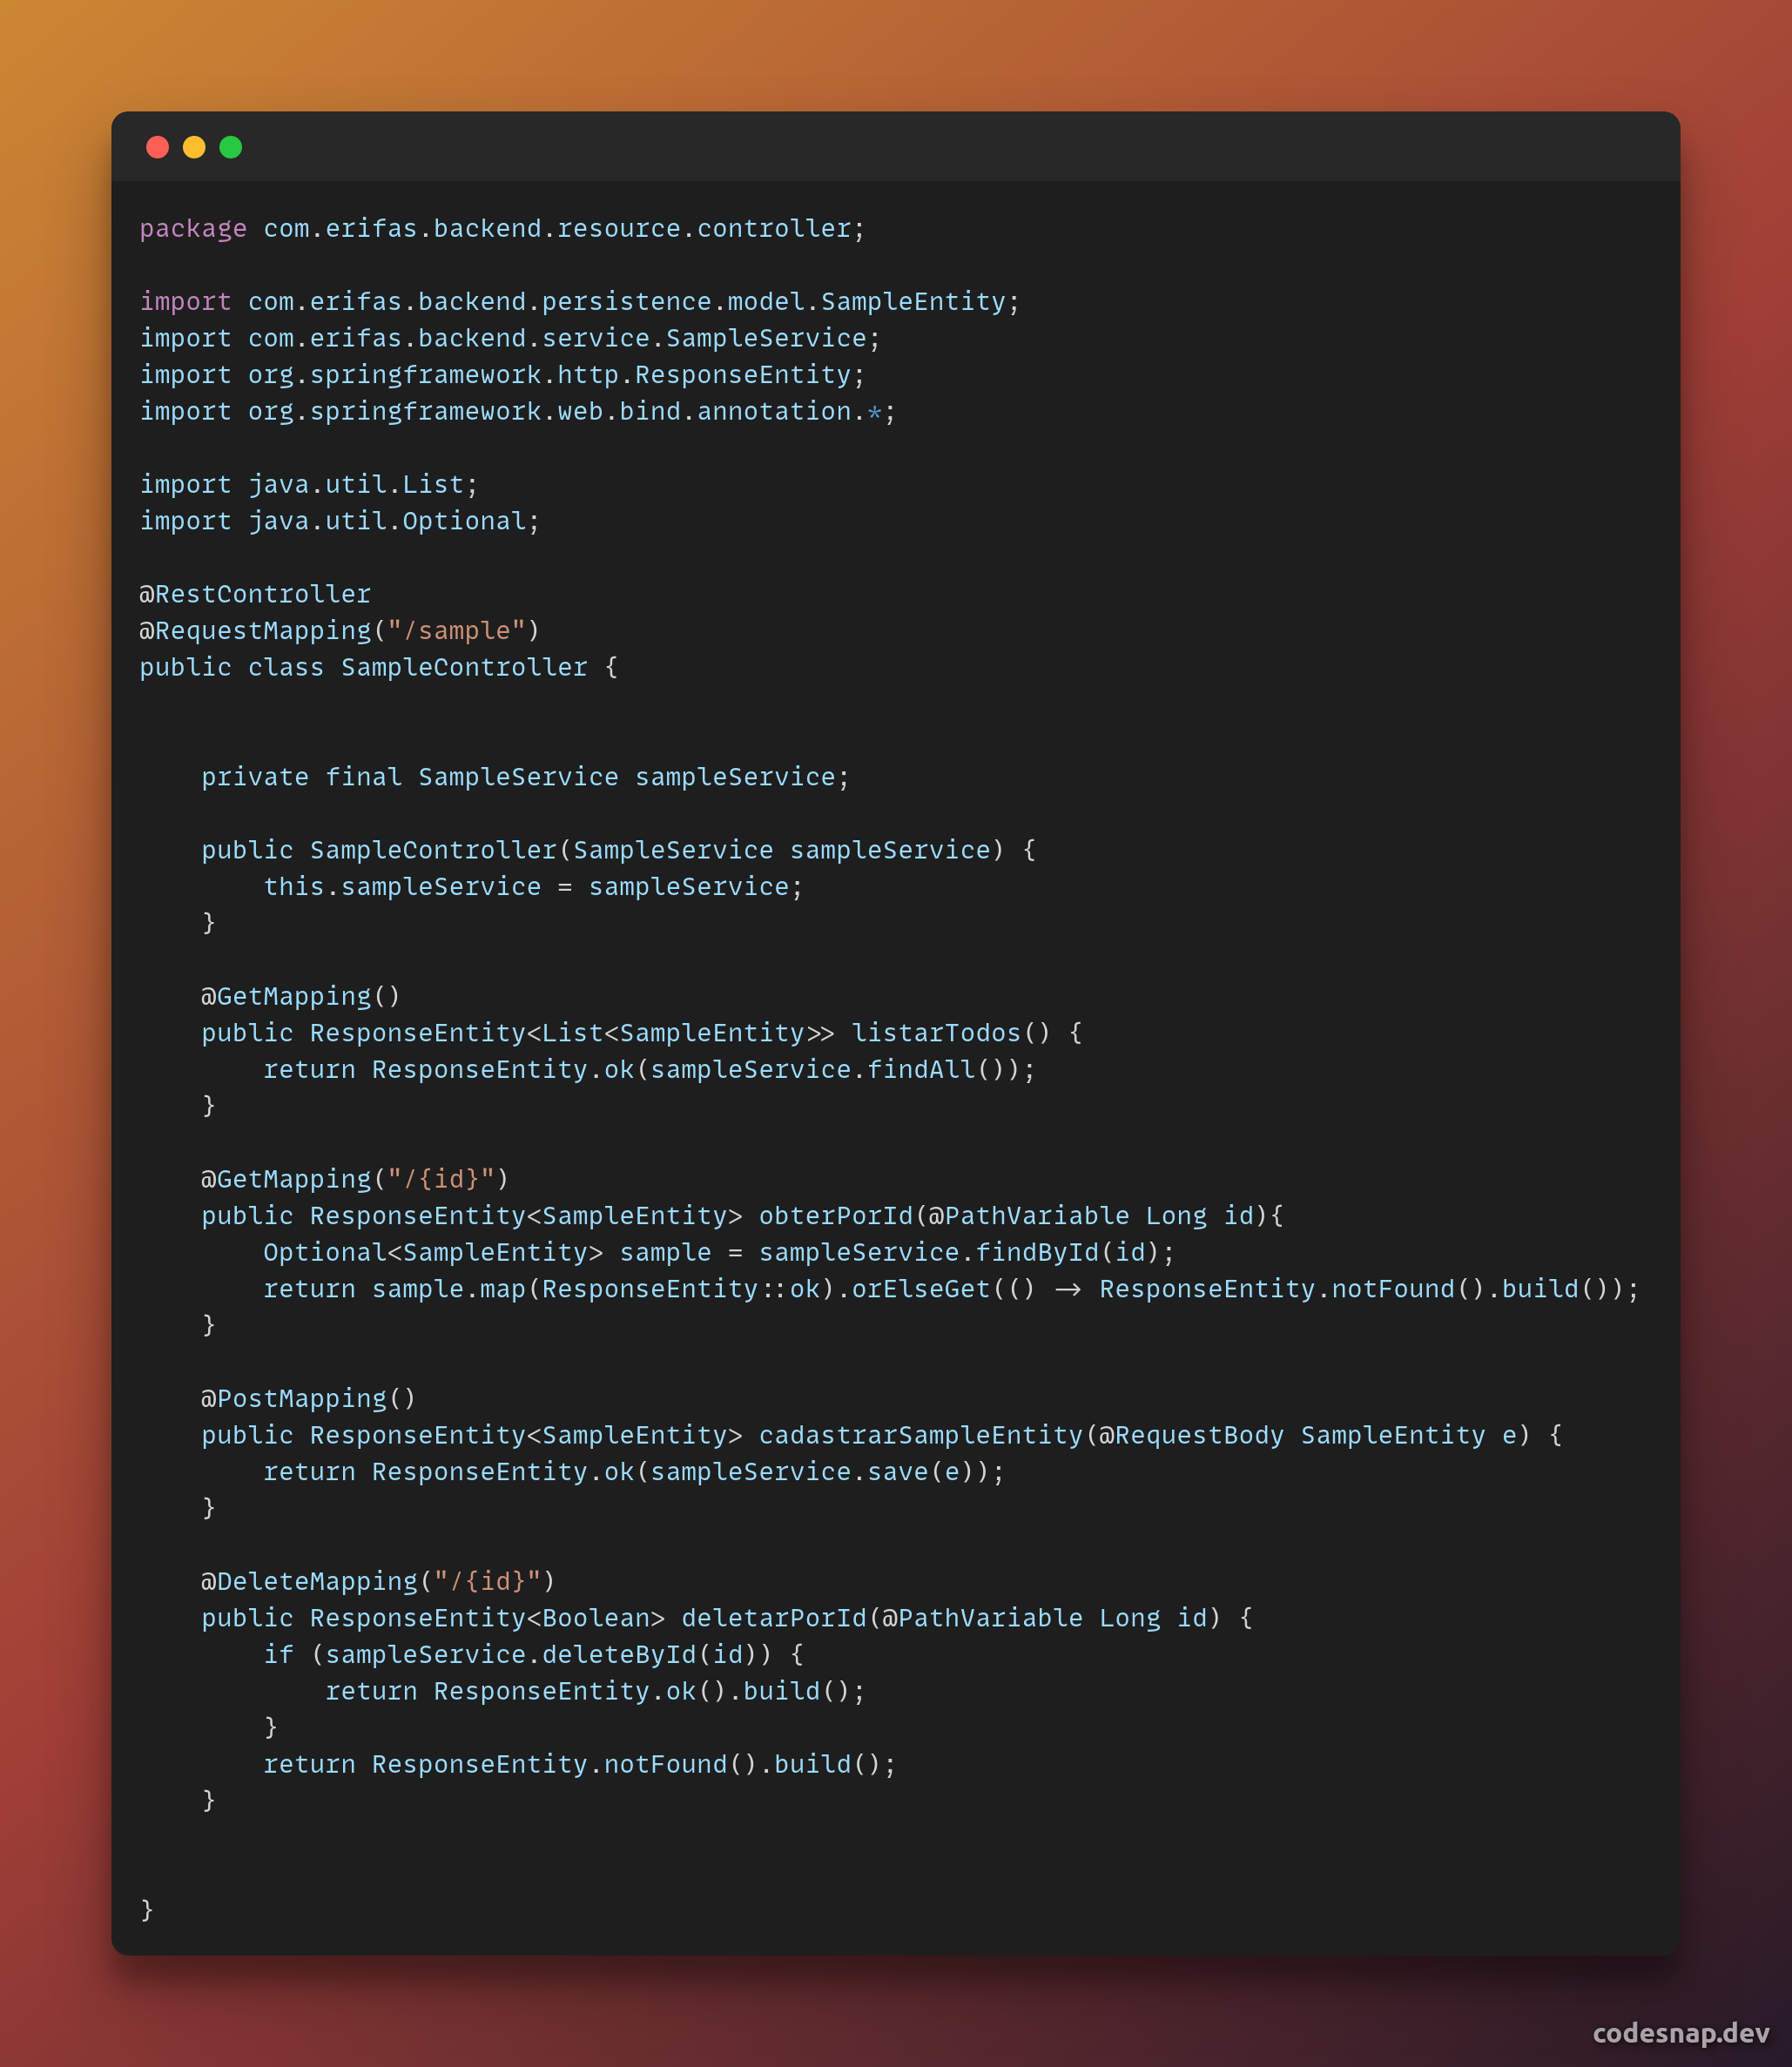 package com.erifas.backend.resource.controller;
import com.erifas.backend.persistence.model.SampleEntity;
import com.erifas.backend.service.SampleService;
import org.springframework.http.ResponseEntity;
import org.springframework.web.bind.annotation.*;
import java.util.List;
import java.util.Optional;
@RestController
@RequestMapping("/sample")
public class SampleController {
    private final SampleService sampleService;
    public SampleController(SampleService sampleService) {
        this.sampleService = sampleService;
    }
    @GetMapping()
    public ResponseEntity<List<SampleEntity>> listarTodos() {
        return ResponseEntity.ok(sampleService.findAll());
    }
    @GetMapping("/{id}")
    public ResponseEntity<SampleEntity> obterPorId(@PathVariable Long id){
        Optional<SampleEntity> sample = sampleService.findById(id);
        return sample.map(ResponseEntity::ok).orElseGet(() -> ResponseEntity.notFound().build());
    }
    @PostMapping()
    public ResponseEntity<SampleEntity> cadastrarSampleEntity(@RequestBody SampleEntity e) {
        return ResponseEntity.ok(sampleService.save(e));
    }
    @DeleteMapping("/{id}")
    public ResponseEntity<Boolean> deletarPorId(@PathVariable Long id) {
        if (sampleService.deleteById(id)) {
            return ResponseEntity.ok().build();
        }
        return ResponseEntity.notFound().build();
    }
}
codesnap.dev